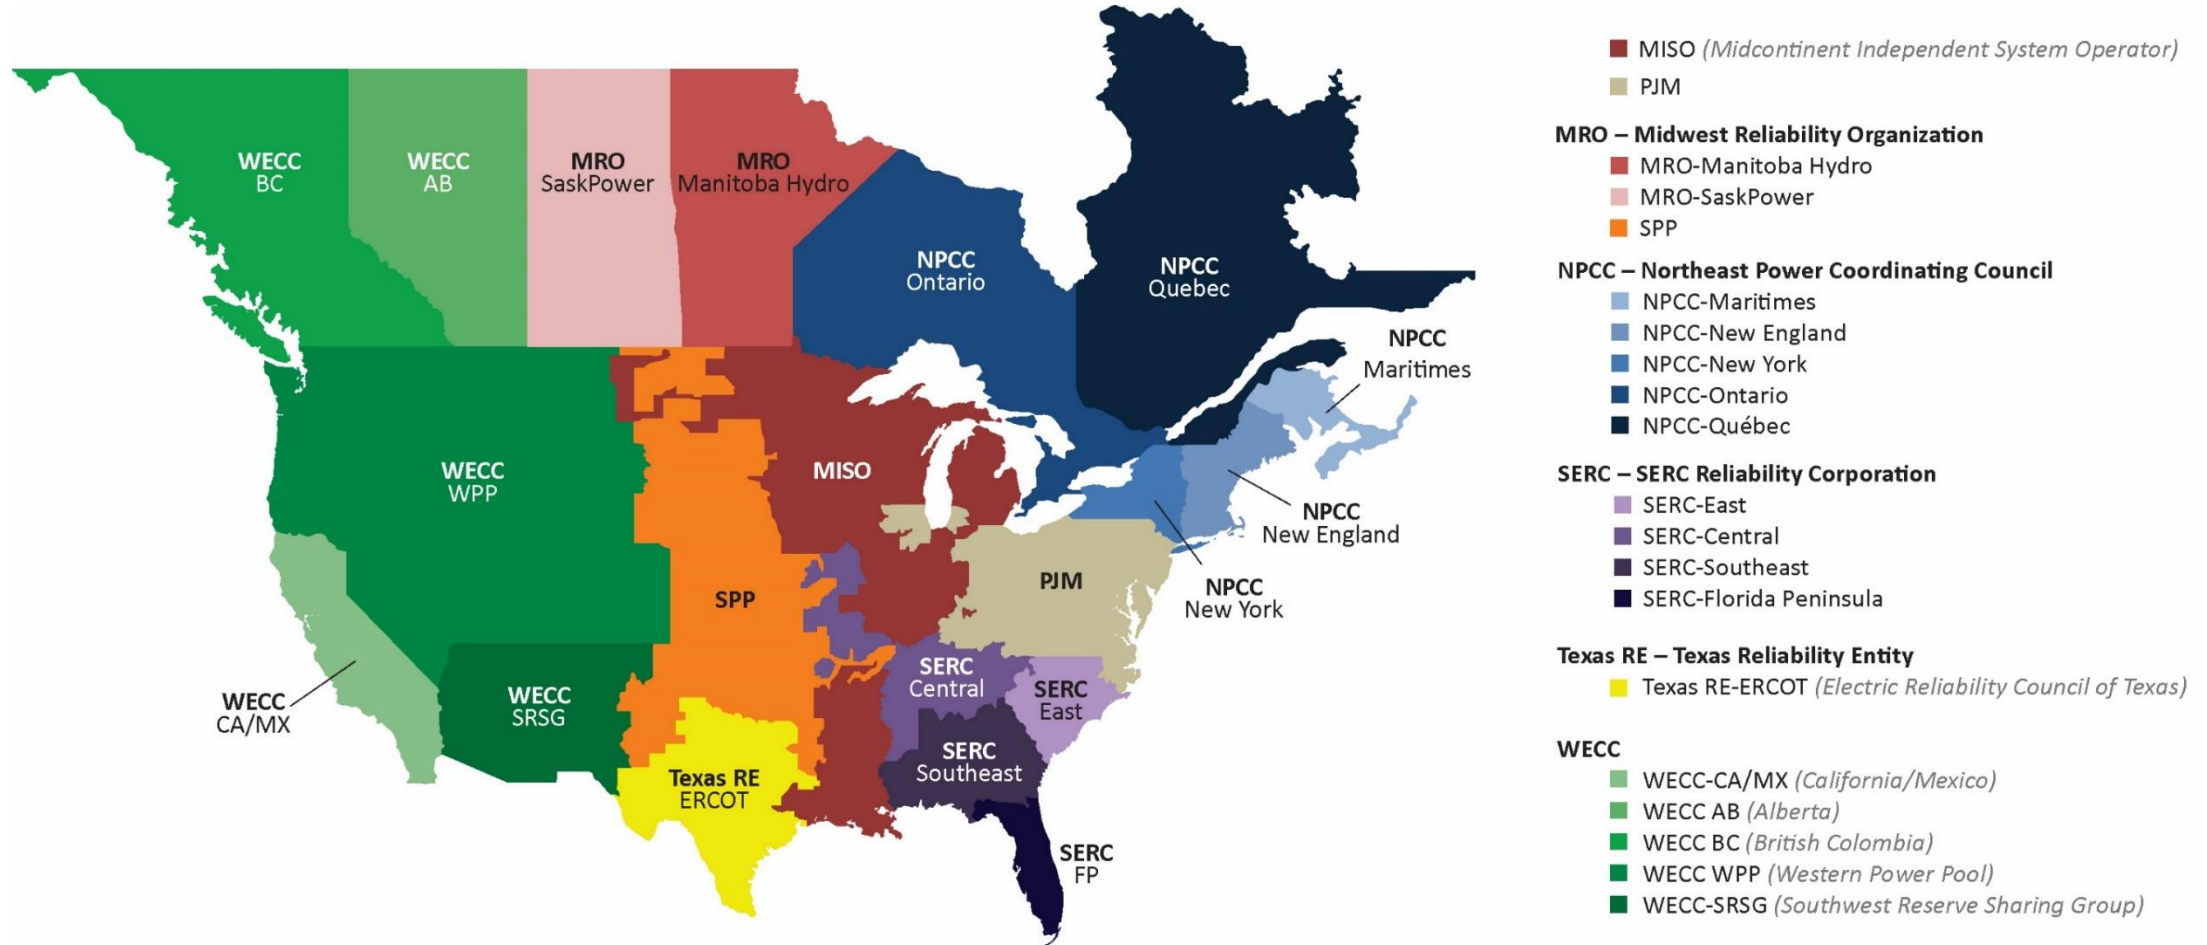 WECC
BC
WECC
AB
MRO
SaskPower
MRO
Manitoba Hydro
NPCC
Ontario
NPCC
Quebec
NPCC
Maritimes
WECC
WPP
MISO
NPCC
New England
SPP
PJM
NPCC
New York
WECC
CA/MX
WECC
SRSG
SERC
Central
SERC
East
SERC
Southeast
Texas RE
ERCOT
SERC
FP
MISO (Midcontinent Independent System Operator)
PJM
MRO – Midwest Reliability Organization
MRO-Manitoba Hydro
MRO-SaskPower
SPP
NPCC – Northeast Power Coordinating Council
NPCC-Maritimes
NPCC-New England
NPCC-New York
NPCC-Ontario
NPCC-Québec
SERC – SERC Reliability Corporation
SERC-East
SERC-Central
SERC-Southeast
SERC-Florida Peninsula
Texas RE – Texas Reliability Entity
Texas RE-ERCOT (Electric Reliability Council of Texas)
WECC
WECC-CA/MX (California/Mexico)
WECC AB (Alberta)
WECC BC (British Colombia)
WECC WPP (Western Power Pool)
WECC-SRSG (Southwest Reserve Sharing Group)